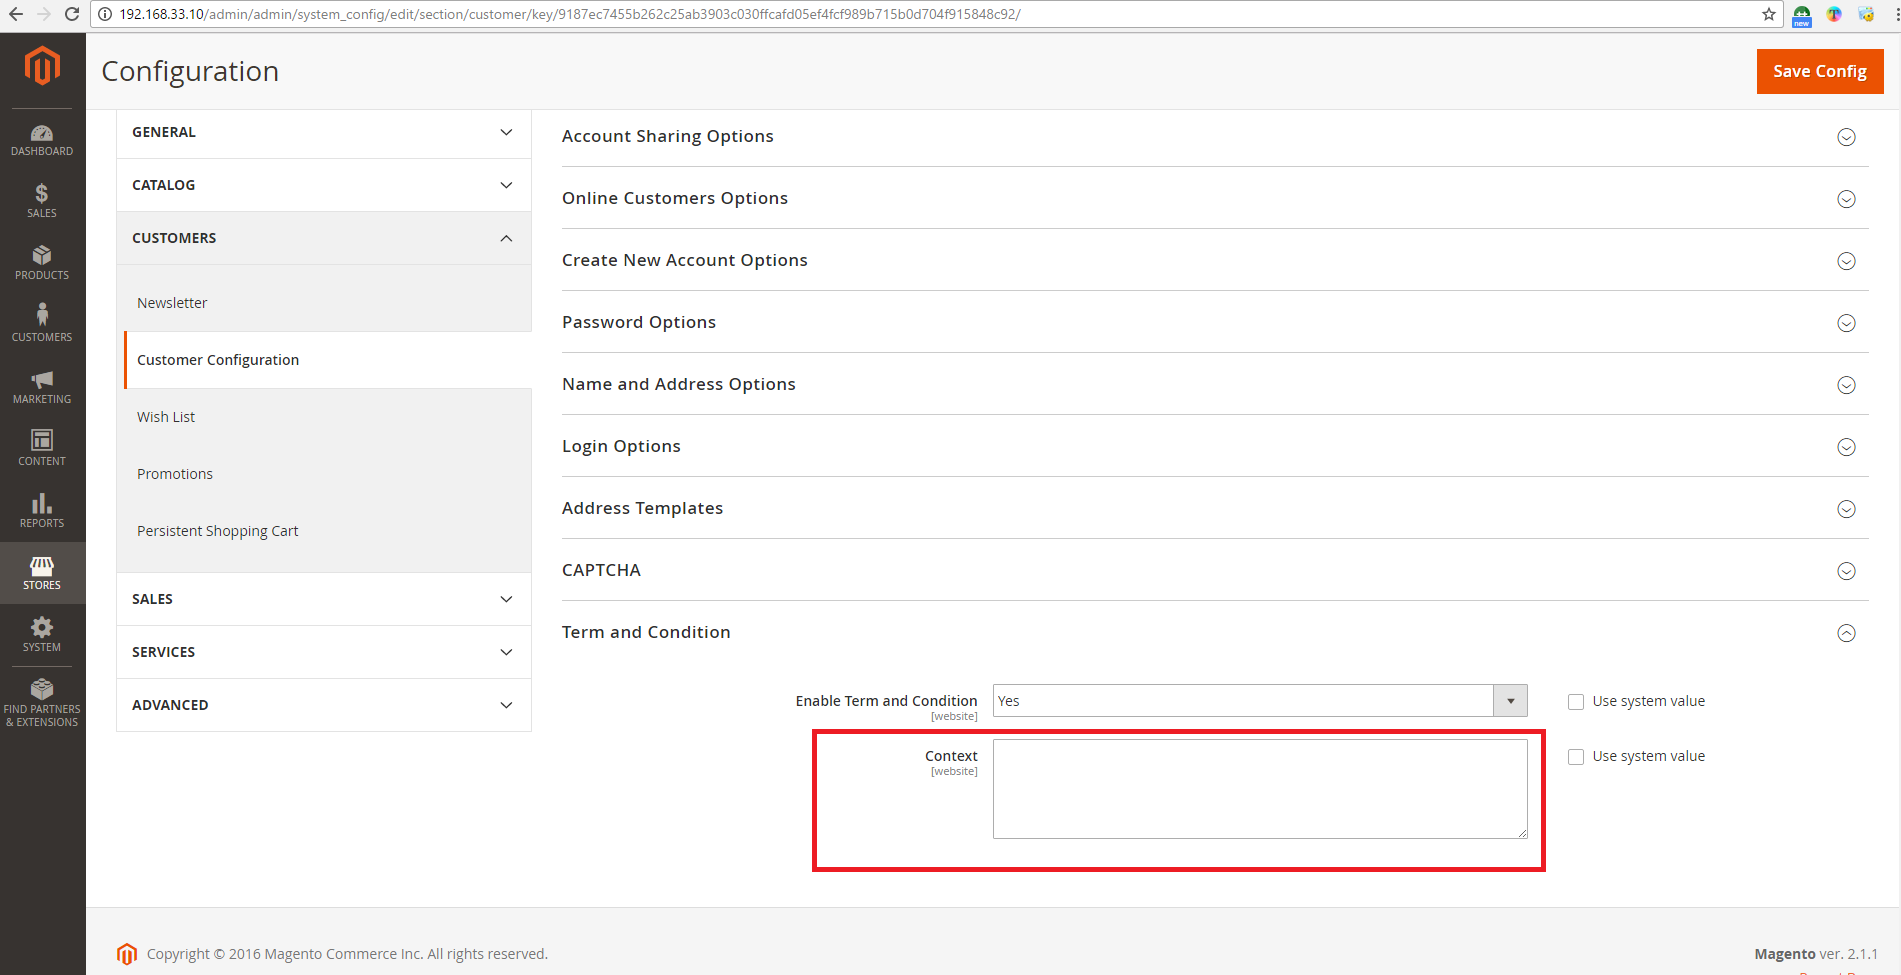 192.168.33.10/admin/admin/system_config/edit/section/customer/key/9187ec7455b262c25ab3903c030ffcafd05ef4fcf989b715b0d704f915848c92/
new
T
Configuration
Save Config
DASHBOARD
SALES
PRODUCTS
CUSTOMERS
MARKETING
CONTENT
REPORTS
STORES
SYSTEM
FIND PARTNERS
& EXTENSIONS
GENERAL
CATALOG
CUSTOMERS
Newsletter
Customer Configuration
Wish List
Promotions
Persistent Shopping Cart
SALES
SERVICES
ADVANCED
Account Sharing Options
Online Customers Options
Create New Account Options
Password Options
Name and Address Options
Login Options
Address Templates
CAPTCHA
Term and Condition
Enable Term and Condition
[website]
Yes
Use system value
Context
[website]
Use system value
Copyright © 2016 Magento Commerce Inc. All rights reserved.
Magento ver. 2.1.1